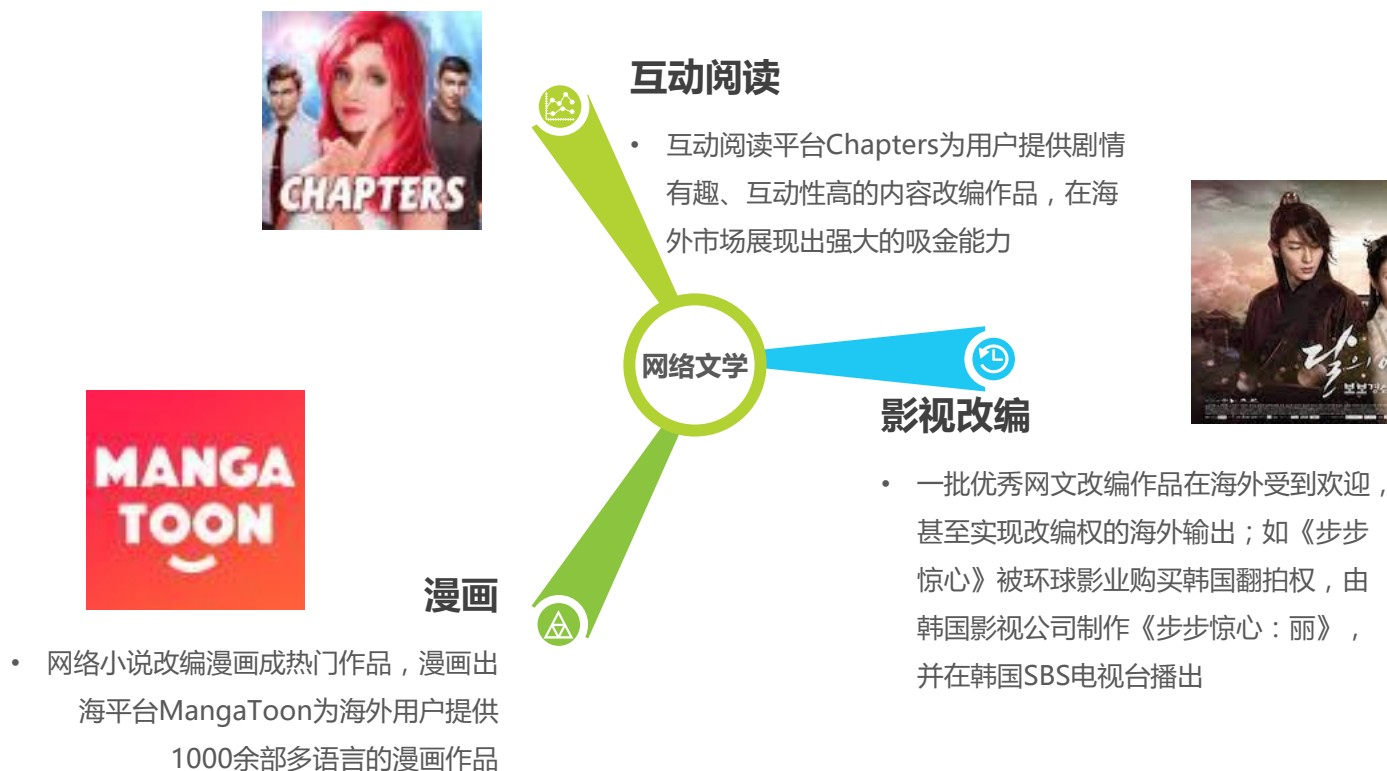 CHAPTERS
互动阅读
• 互动阅读平台Chapters为用户提供剧情
有趣、互动性高的内容改编作品，在海
外市场展现出强大的吸金能力
网络文学
影视改编
• 一批优秀网文改编作品在海外受到欢迎，
甚至实现改编权的海外输出；如《步步
惊心》被环球影业购买韩国翻拍权，由
韩国影视公司制作《步步惊心：丽》，
并在韩国SBS电视台播出
달의
보보경심
MANGA
TOON
漫画
• 网络小说改编漫画成热门作品，漫画出
海平台MangaToon为海外用户提供
1000余部多语言的漫画作品